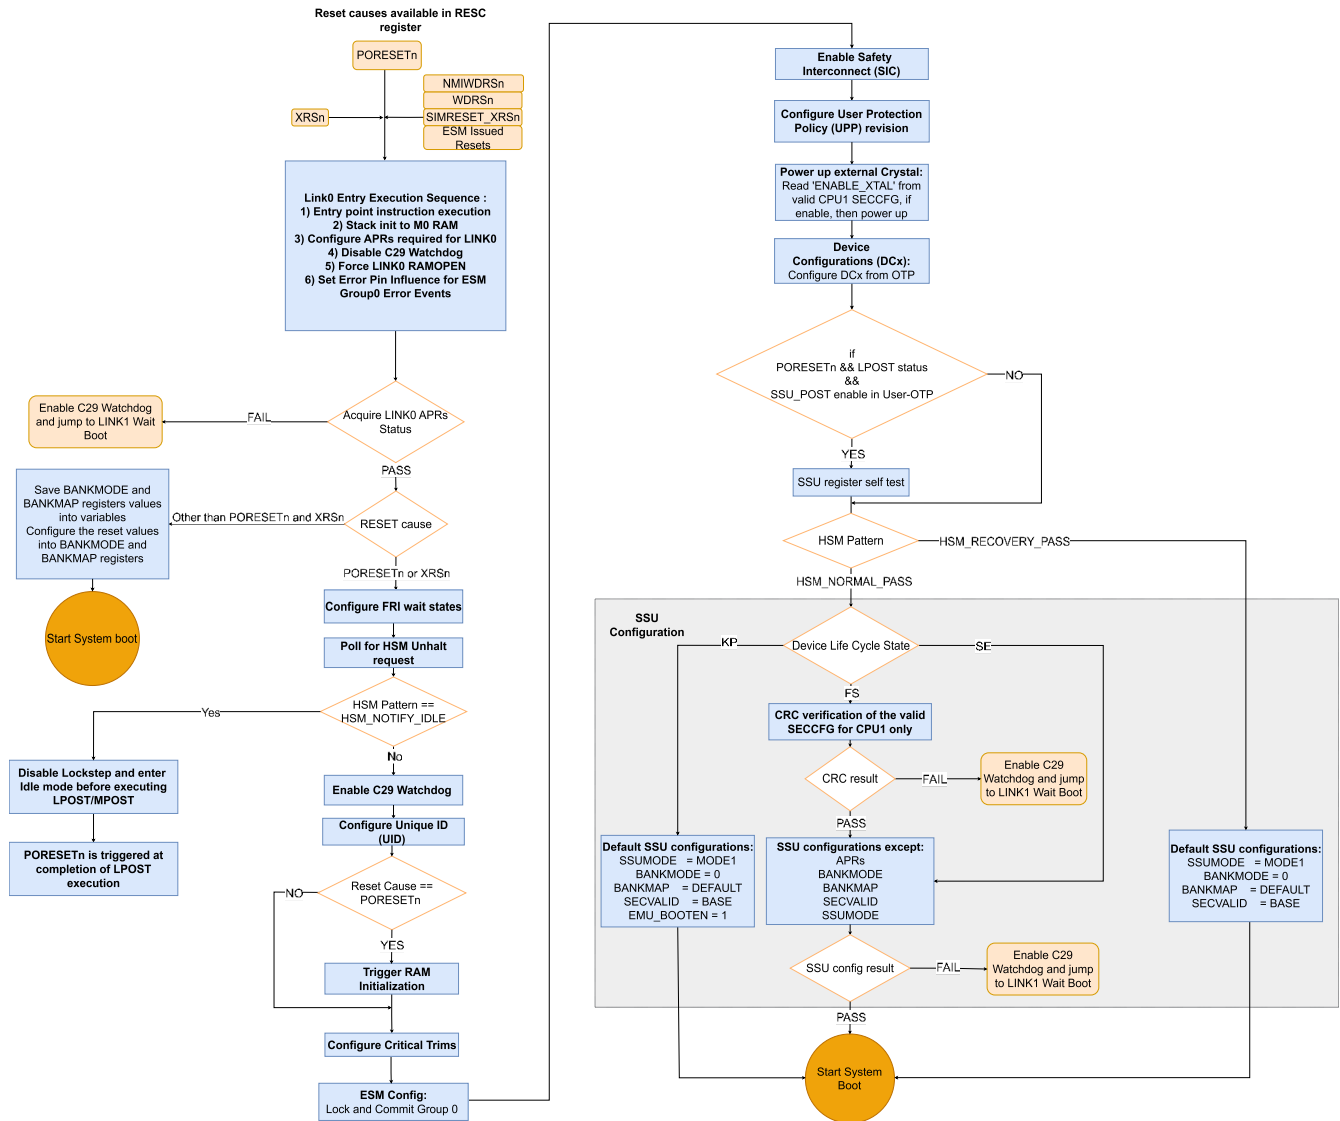 Reset causes available in RESC
register
PORESETn
NMIWDRSn
WDRSn
XRSn
SIMRESET_XRSn
ESM Issued
Resets
Link0 Entry Execution Sequence :
1) Entry point instruction execution
2) Stack init to M0 RAM
3) Configure APRs required for LINK0
4) Disable C29 Watchdog
5) Force LINK0 RAMOPEN
6) Set Error Pin Influence for ESM
Group0 Error Events
Acquire LINK0 APRs
Status
FAIL
Enable C29 Watchdog
and jump to LINK1 Wait
Boot
PASS
RESET cause
Other than PORESETn and XRSn
Save BANKMODE and
BANKMAP registers values
into variables
Configure the reset values
into BANKMODE and
BANKMAP registers
Start System boot
PORESETn or XRSn
Configure FRI wait states
Poll for HSM Unhalt
request
HSM Pattern ==
HSM_NOTIFY_IDLE
Yes
Disable Lockstep and enter
Idle mode before executing
LPOST/MPOST
PORESETn is triggered at
completion of LPOST
execution
No
Enable C29 Watchdog
Configure Unique ID
(UID)
Reset Cause ==
PORESETn
NO
YES
Trigger RAM
Initialization
Configure Critical Trims
ESM Config:
Lock and Commit Group 0
Enable Safety
Interconnect (SIC)
Configure User Protection
Policy (UPP) revision
Power up external Crystal:
Read 'ENABLE_XTAL' from
valid CPU1 SECCFG, if
enable, then power up
Device
Configurations (DCx):
Configure DCx from OTP
if
PORESETn && LPOST status
&&
SSU_POST enable in User-OTP
NO
YES
SSU register self test
HSM Pattern
HSM_RECOVERY_PASS
HSM_NORMAL_PASS
SSU
Configuration
Device Life Cycle State
KP
SE
FS
CRC verification of the valid
SECCFG for CPU1 only
CRC result
FAIL
Enable C29
Watchdog and jump
to LINK1 Wait Boot
PASS
Default SSU configurations:
SSUMODE = MODE1
BANKMODE = 0
BANKMAP = DEFAULT
SECVALID = BASE
EMU_BOOTEN = 1
SSU configurations except:
APRs
BANKMODE
BANKMAP
SECVALID
SSUMODE
Default SSU configurations:
SSUMODE = MODE1
BANKMODE = 0
BANKMAP = DEFAULT
SECVALID = BASE
SSU config result
FAIL
Enable C29
Watchdog and jump
to LINK1 Wait Boot
PASS
Start System
Boot